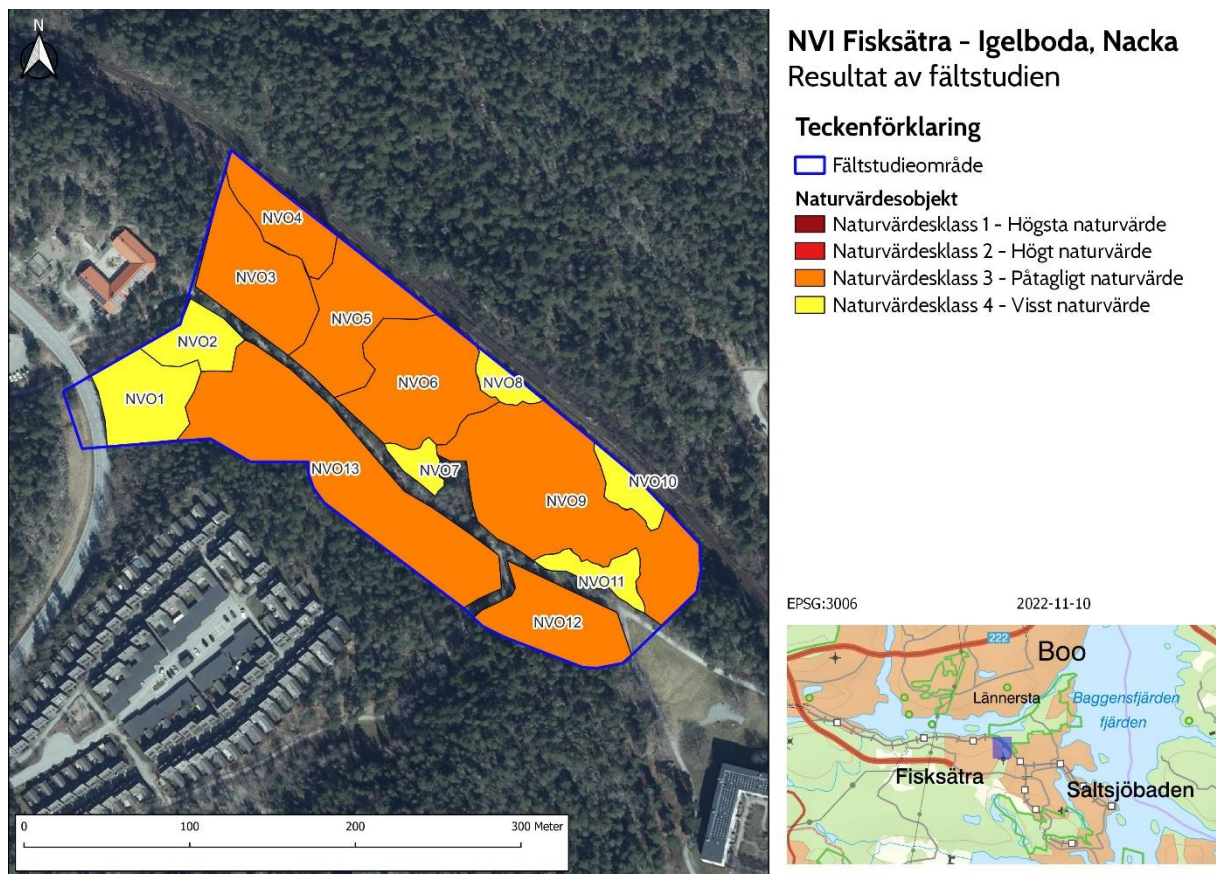 N
NVO4
NVO3
NVO5
NVO2
NVO6
NVO8
NVO1
NVO13
NVO7
NVO10
NVO9
NVO11
NVO12
0 100 200 300 Meter
NVI Fisksätra - Igelboda, Nacka
Resultat av fältstudien
Teckenförklaring
Fältstudieområde
Naturvärdesobjekt
Naturvärdesklass 1 - Högsta naturvärde
Naturvärdesklass 2 - Högt naturvärde
Naturvärdesklass 3 - Påtagligt naturvärde
Naturvärdesklass 4 - Visst naturvärde
EPSG:3006 2022-11-10
222
Boo
Lännersta
Baggensfjärden
fjärden
Fisksätra
Saltsjöbaden